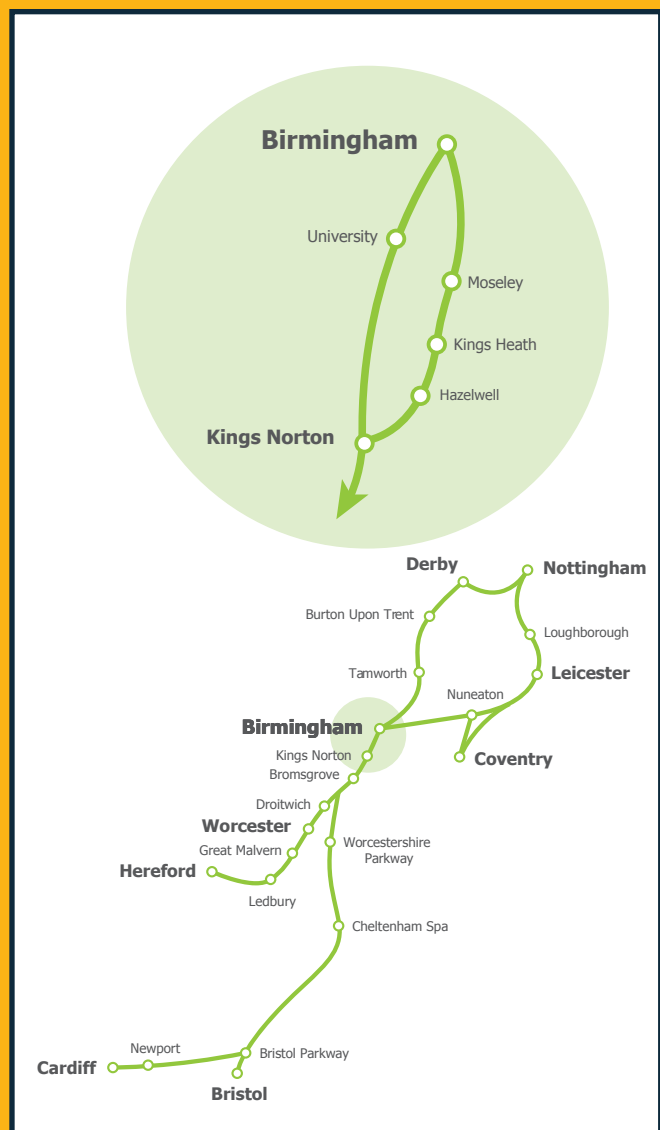 Birmingham
University
Moseley
Kings Heath
Hazelwell
Kings Norton
Derby
Nottingham
Burton Upon Trent
Loughborough
Tamworth
Leicester
Nuneaton
Birmingham
Kings Norton
Coventry
Bromsgrove
Droitwich
Worcester
Worcestershire
Parkway
Great Malvern
Hereford
Ledbury
Cheltenham Spa
Newport
Bristol Parkway
Cardiff
Bristol